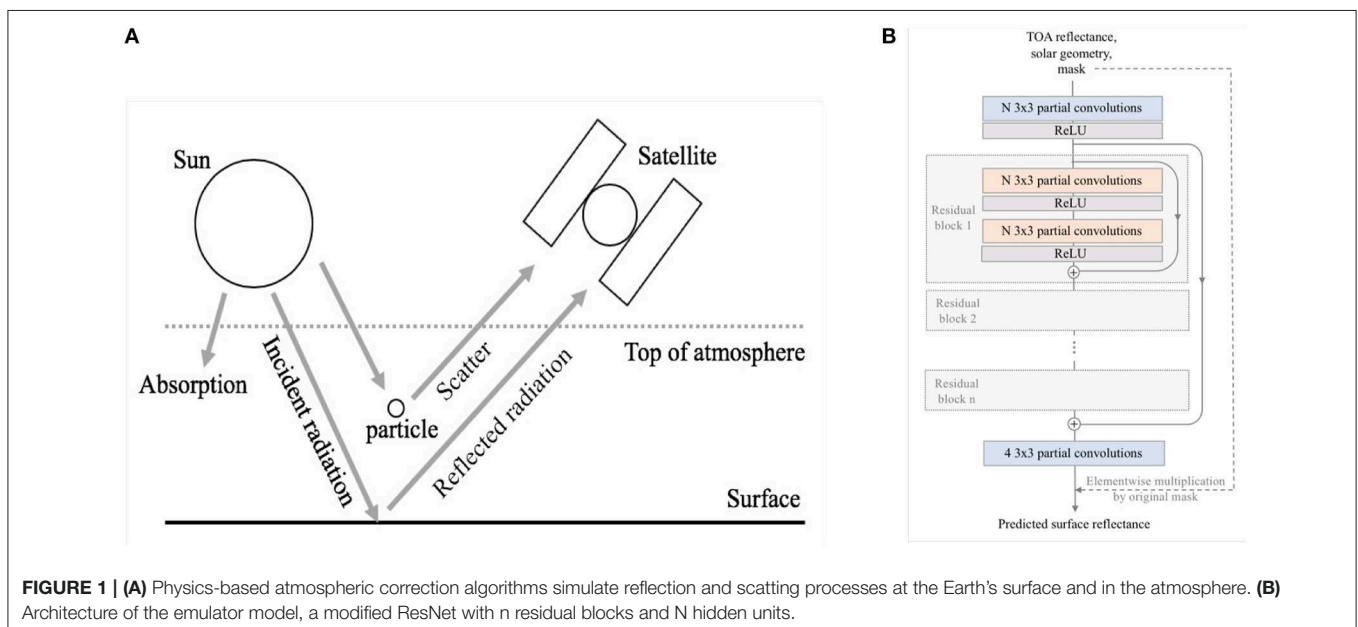 A
Sun
Satellite
Absorption
Incident radiation
particle
Scatter
Reflected radiation
Top of atmosphere
Surface
B
TOA reflectance,
solar geometry,
mask
N 3x3 partial convolutions
ReLU
Residual
block 1
N 3x3 partial convolutions
ReLU
N 3x3 partial convolutions
ReLU
+
Residual
block 2
⋮
Residual
block n
+
4 3x3 partial convolutions
Elementwise multiplication
by original mask
Predicted surface reflectance
FIGURE 1 | (A) Physics-based atmospheric correction algorithms simulate reflection and scatting processes at the Earth's surface and in the atmosphere. (B)
Architecture of the emulator model, a modified ResNet with n residual blocks and N hidden units.